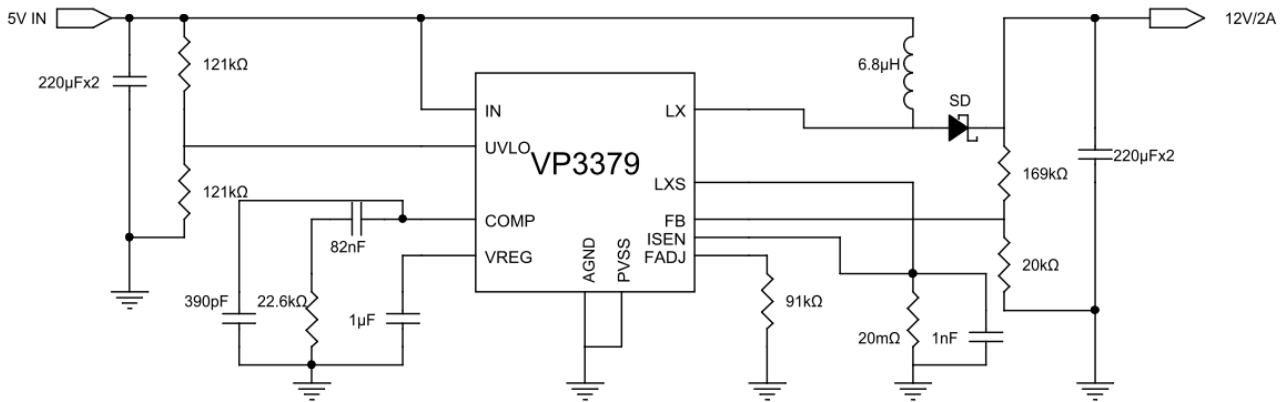 5V IN
12V/2A
121kΩ
6.8µH
220µFx2
SD
IN
LX
UVLO
VP3379
220µFx2
169kΩ
121kΩ
LXS
COMP
FB
82nF
ISEN
VREG
AGND
PVSS
FADJ
20kΩ
390pF
22.6kΩ
1µF
91kΩ
20mΩ
1nF